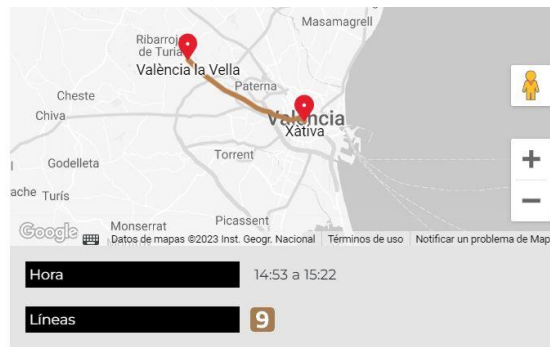 Masamagrell
Ribarroja
de Turia
València la Vella
Paterna
Cheste
València
Chiva
Xàtiva
Torrent
Godelleta
ache Turís
Picassent
Monserrat
Google
Datos de mapas ©2023 Inst. Geogr. Nacional Términos de uso Notificar un problema de Map
Hora 14:53 a 15:22
Líneas 9